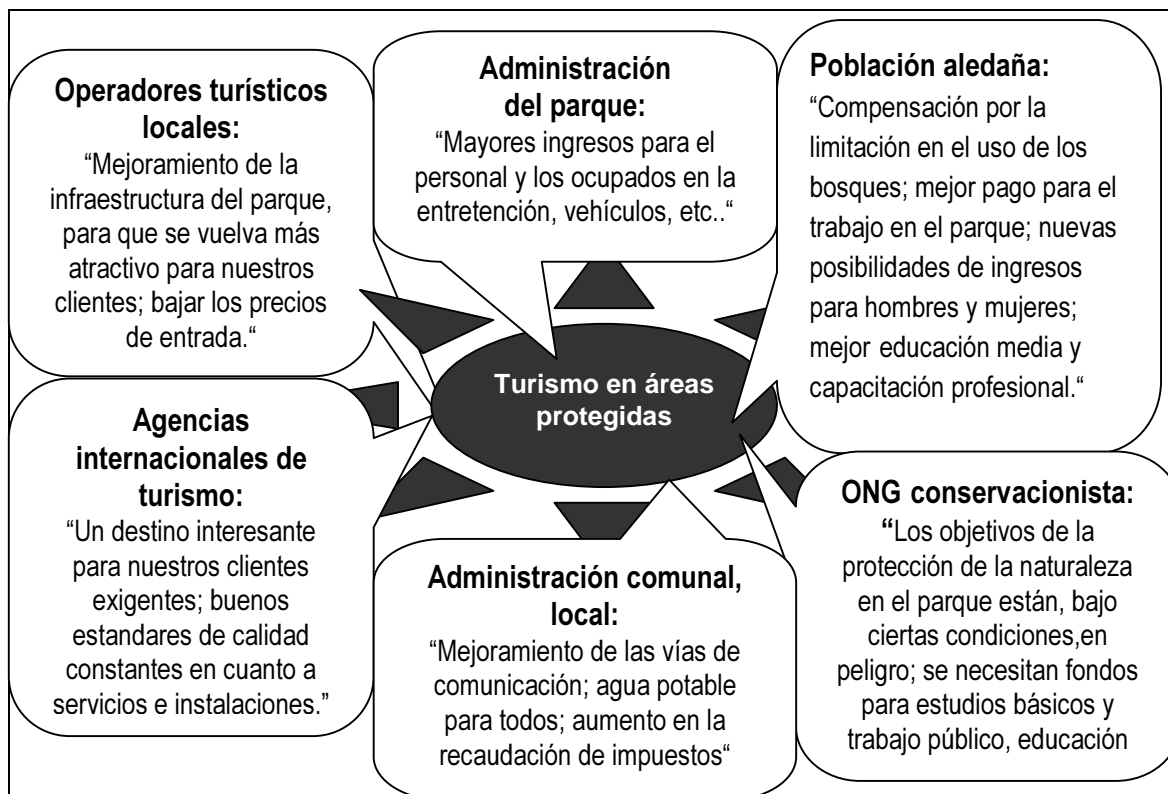 Operadores turísticos
locales:
“Mejoramiento de la
infraestructura del parque,
para que se vuelva más
atractivo para nuestros
clientes; bajar los precios
de entrada.“
Administración
del parque:
“Mayores ingresos para el
personal y los ocupados en la
entretención, vehículos, etc..“
Población aledaña:
“Compensación por la
limitación en el uso de los
bosques; mejor pago para el
trabajo en el parque; nuevas
posibilidades de ingresos
para hombres y mujeres;
mejor educación media y
capacitación profesional.“
Turismo en áreas
protegidas
Agencias
internacionales de
turismo:
“Un destino interesante
para nuestros clientes
exigentes; buenos
estandares de calidad
constantes en cuanto a
servicios e instalaciones.”
Administración comunal,
local:
“Mejoramiento de las vías de
comunicación; agua potable
para todos; aumento en la
recaudación de impuestos“
ONG conservacionista:
“Los objetivos de la
protección de la naturaleza
en el parque están, bajo
ciertas condiciones,en
peligro; se necesitan fondos
para estudios básicos y
trabajo público, educación